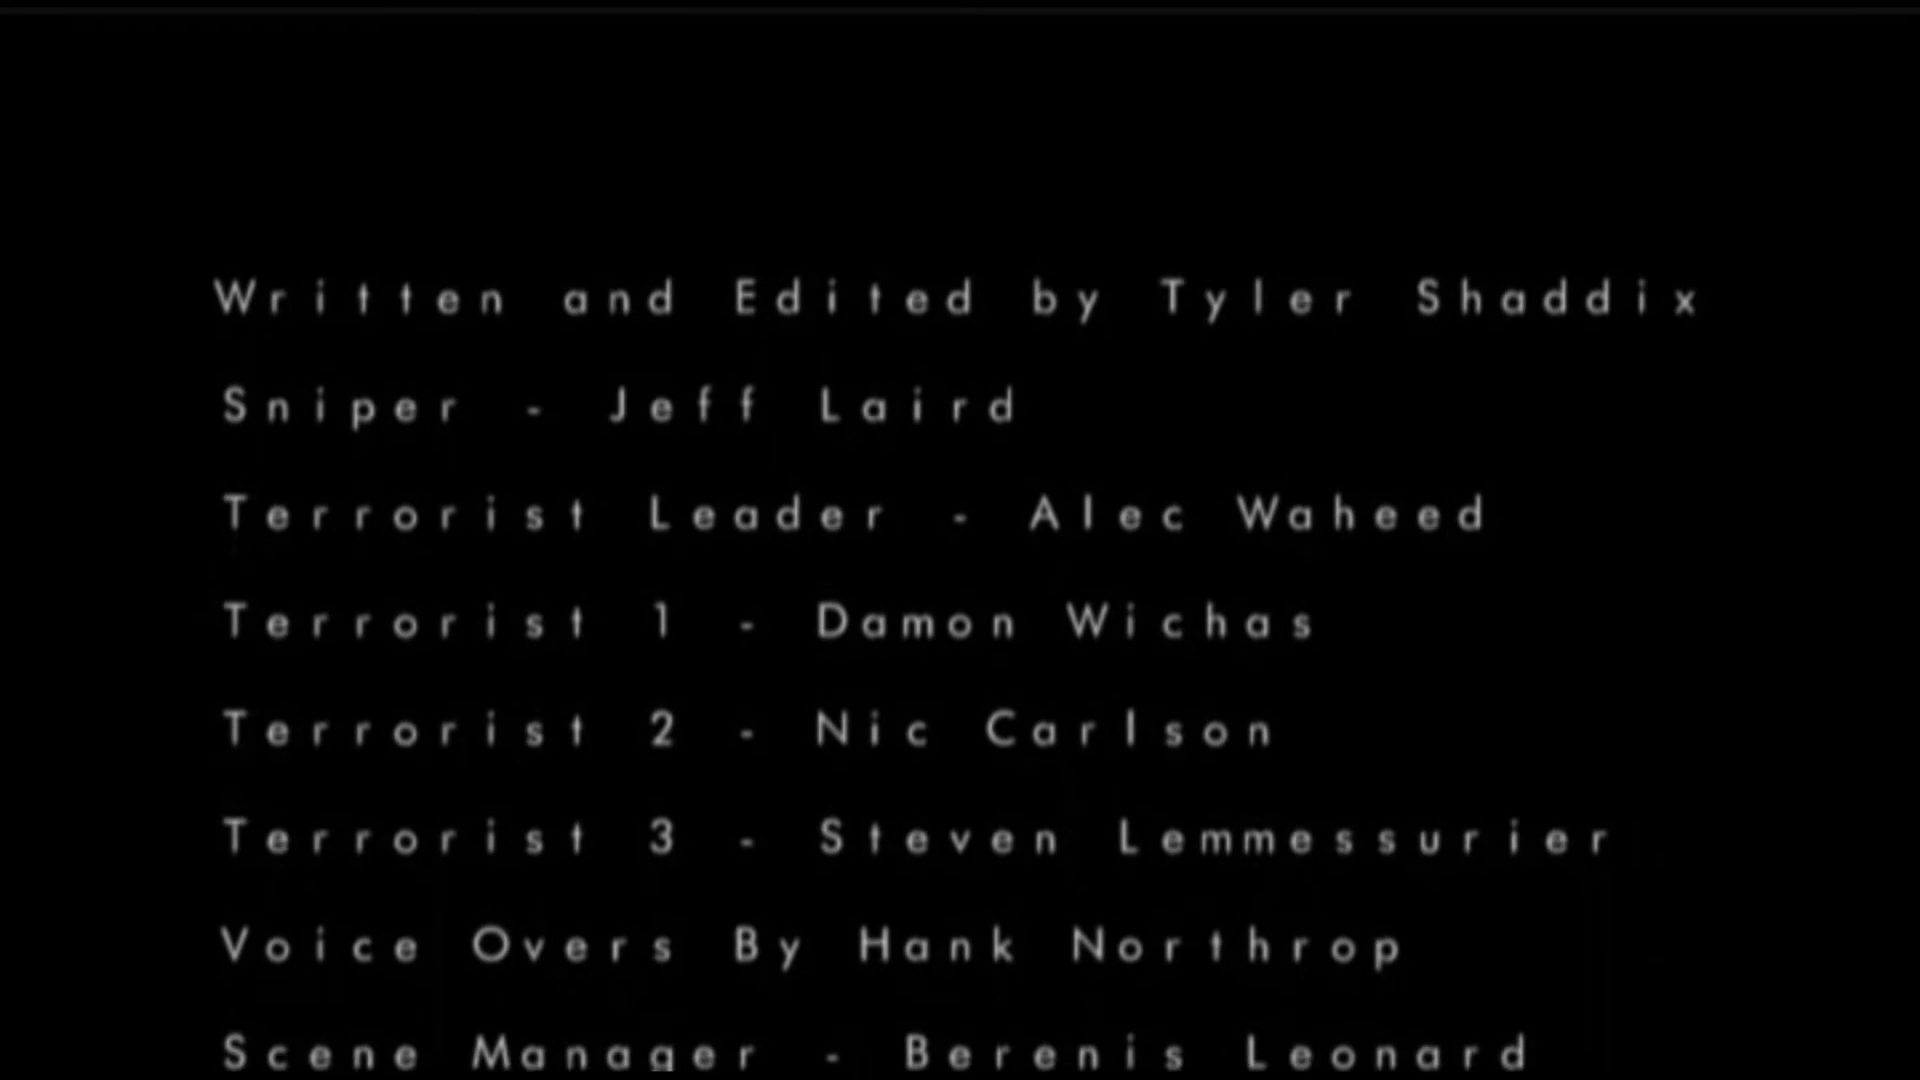 Written and Edited by Tyler Shaddix
Sniper - Jeff Laird
Terrorist Leader - Alec Waheed
Terrorist 1 - Damon Wichas
Terrorist 2 - Nic Carlson
Terrorist 3 - Steven Lemmessurier
Voice Overs By Hank Northrop
Scene Manager - Berenis Leonard